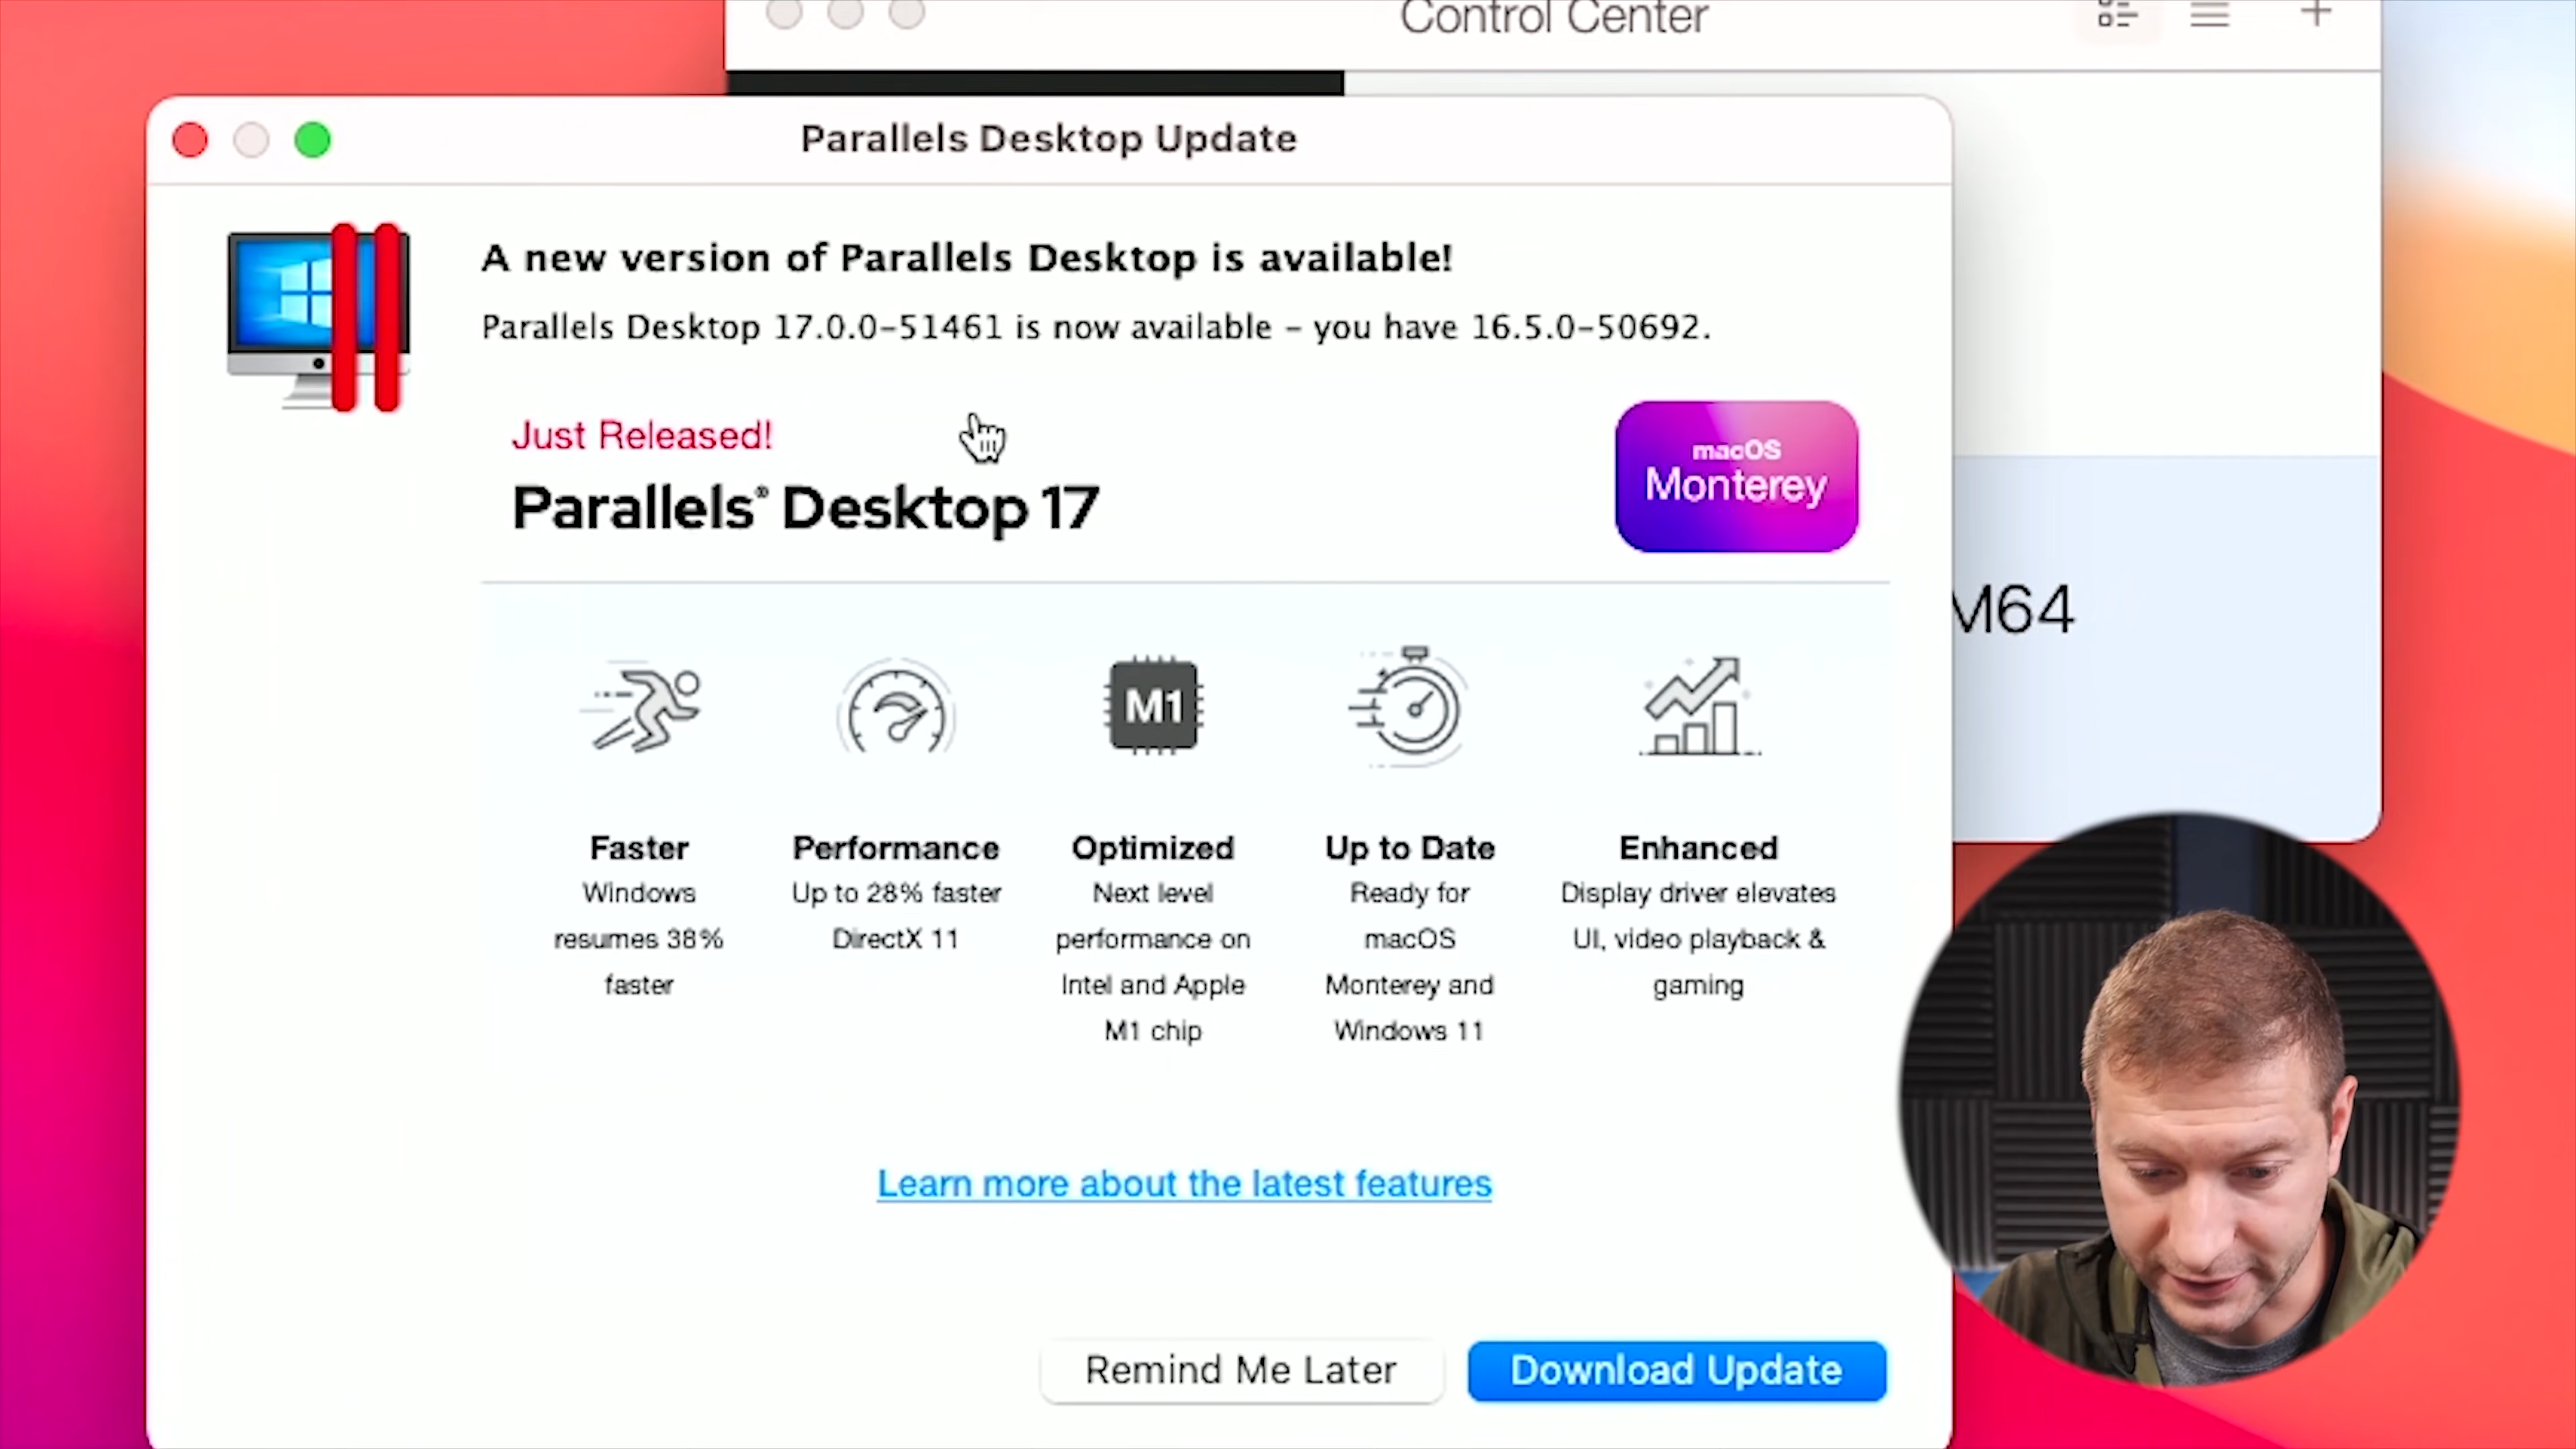 Control Center
Parallels Desktop Update
A new version of Parallels Desktop is available!
Parallels Desktop 17.0.0-51461 is now available – you have 16.5.0-50692.
Just Released!
Parallels® Desktop 17
macOS
Monterey
M64
M1
Faster
Windows
resumes 38%
faster
Performance
Up to 28% faster
DirectX 11
Optimized
Next level
performance on
Intel and Apple
M1 chip
Up to Date
Ready for
macOS
Monterey and
Windows 11
Enhanced
Display driver elevates
UI, video playback &
gaming
Learn more about the latest features
Remind Me Later
Download Update